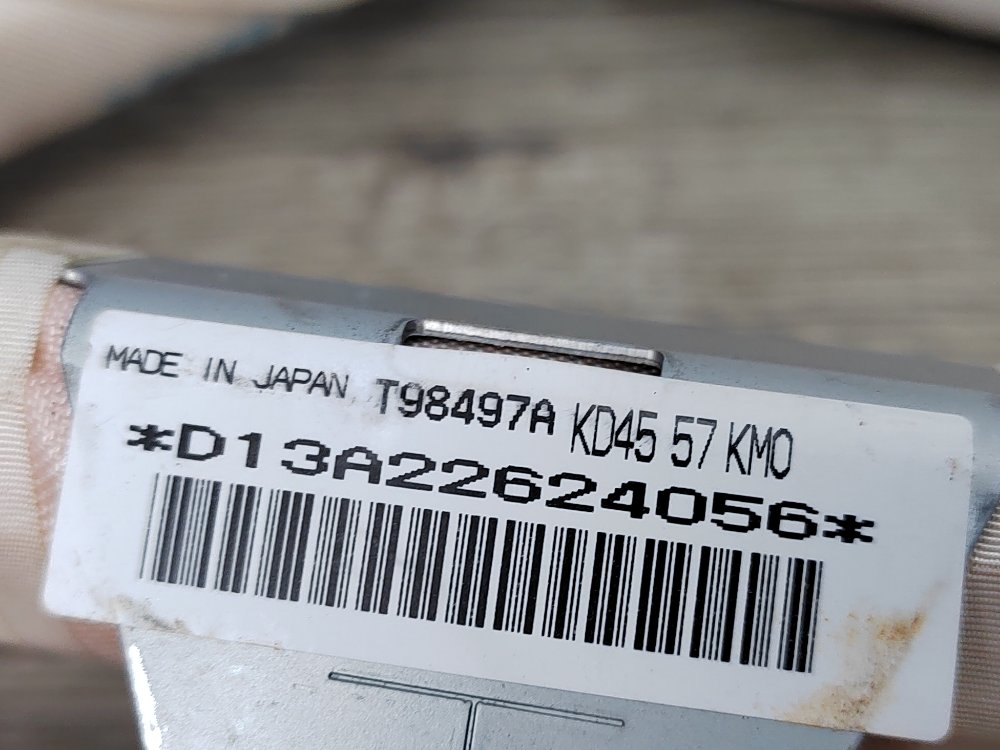 MADE IN JAPAN T98497A KD45 57 KM0
*D13A22624056*